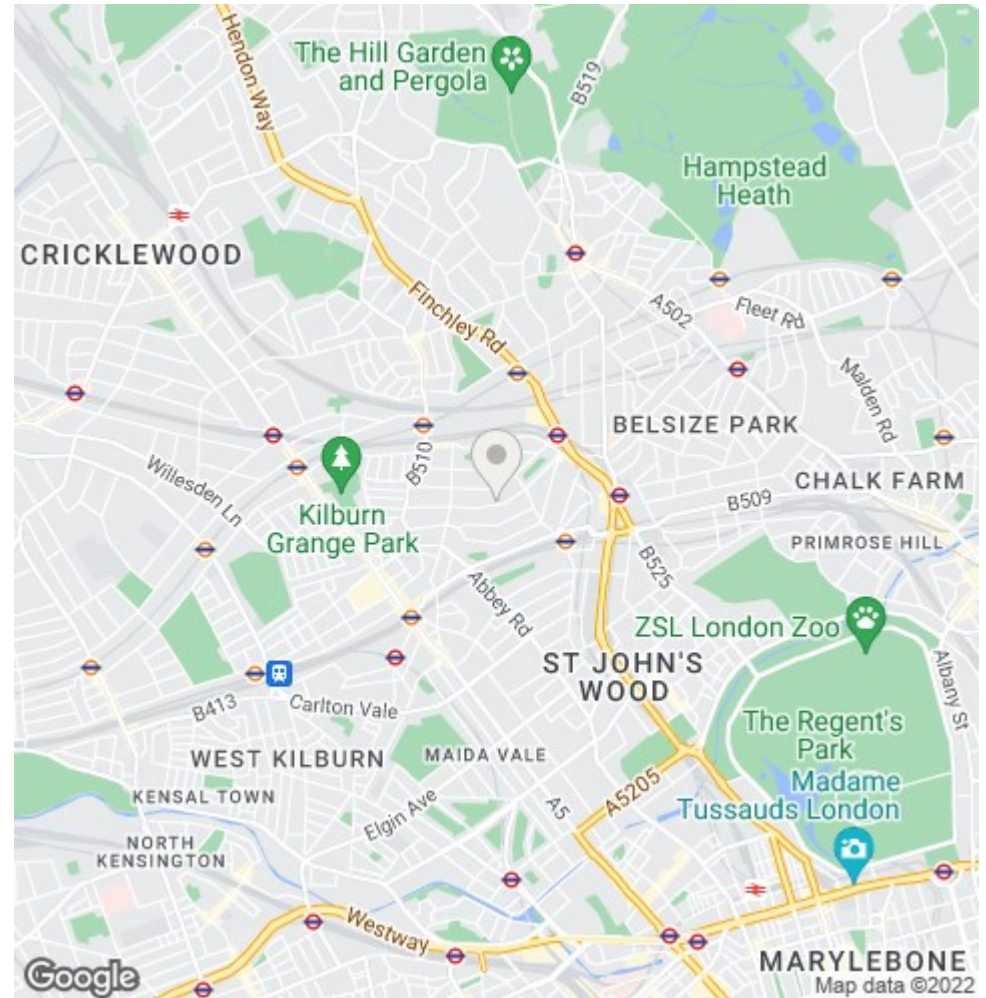 Hendon Way
The Hill Garden
and Pergola
B519
Hampstead
Heath
CRICKLEWOOD
Finchley Rd
A502
Fleet Rd
Malden Rd
BELSIZE PARK
B510
Willesden Ln
Kilburn
Grange Park
CHALK FARM
B509
PRIMROSE HILL
B525
Abbey Rd
ZSL London Zoo
Albany St
ST JOHN'S
WOOD
B413
Carlton Vale
The Regent's
Park
WEST KILBURN
MAIDA VALE
Madame
Tussauds London
KENSAL TOWN
Elgin Ave
A5
A5205
NORTH
KENSINGTON
Westway
MARYLEBONE
Google
Map data ©2022